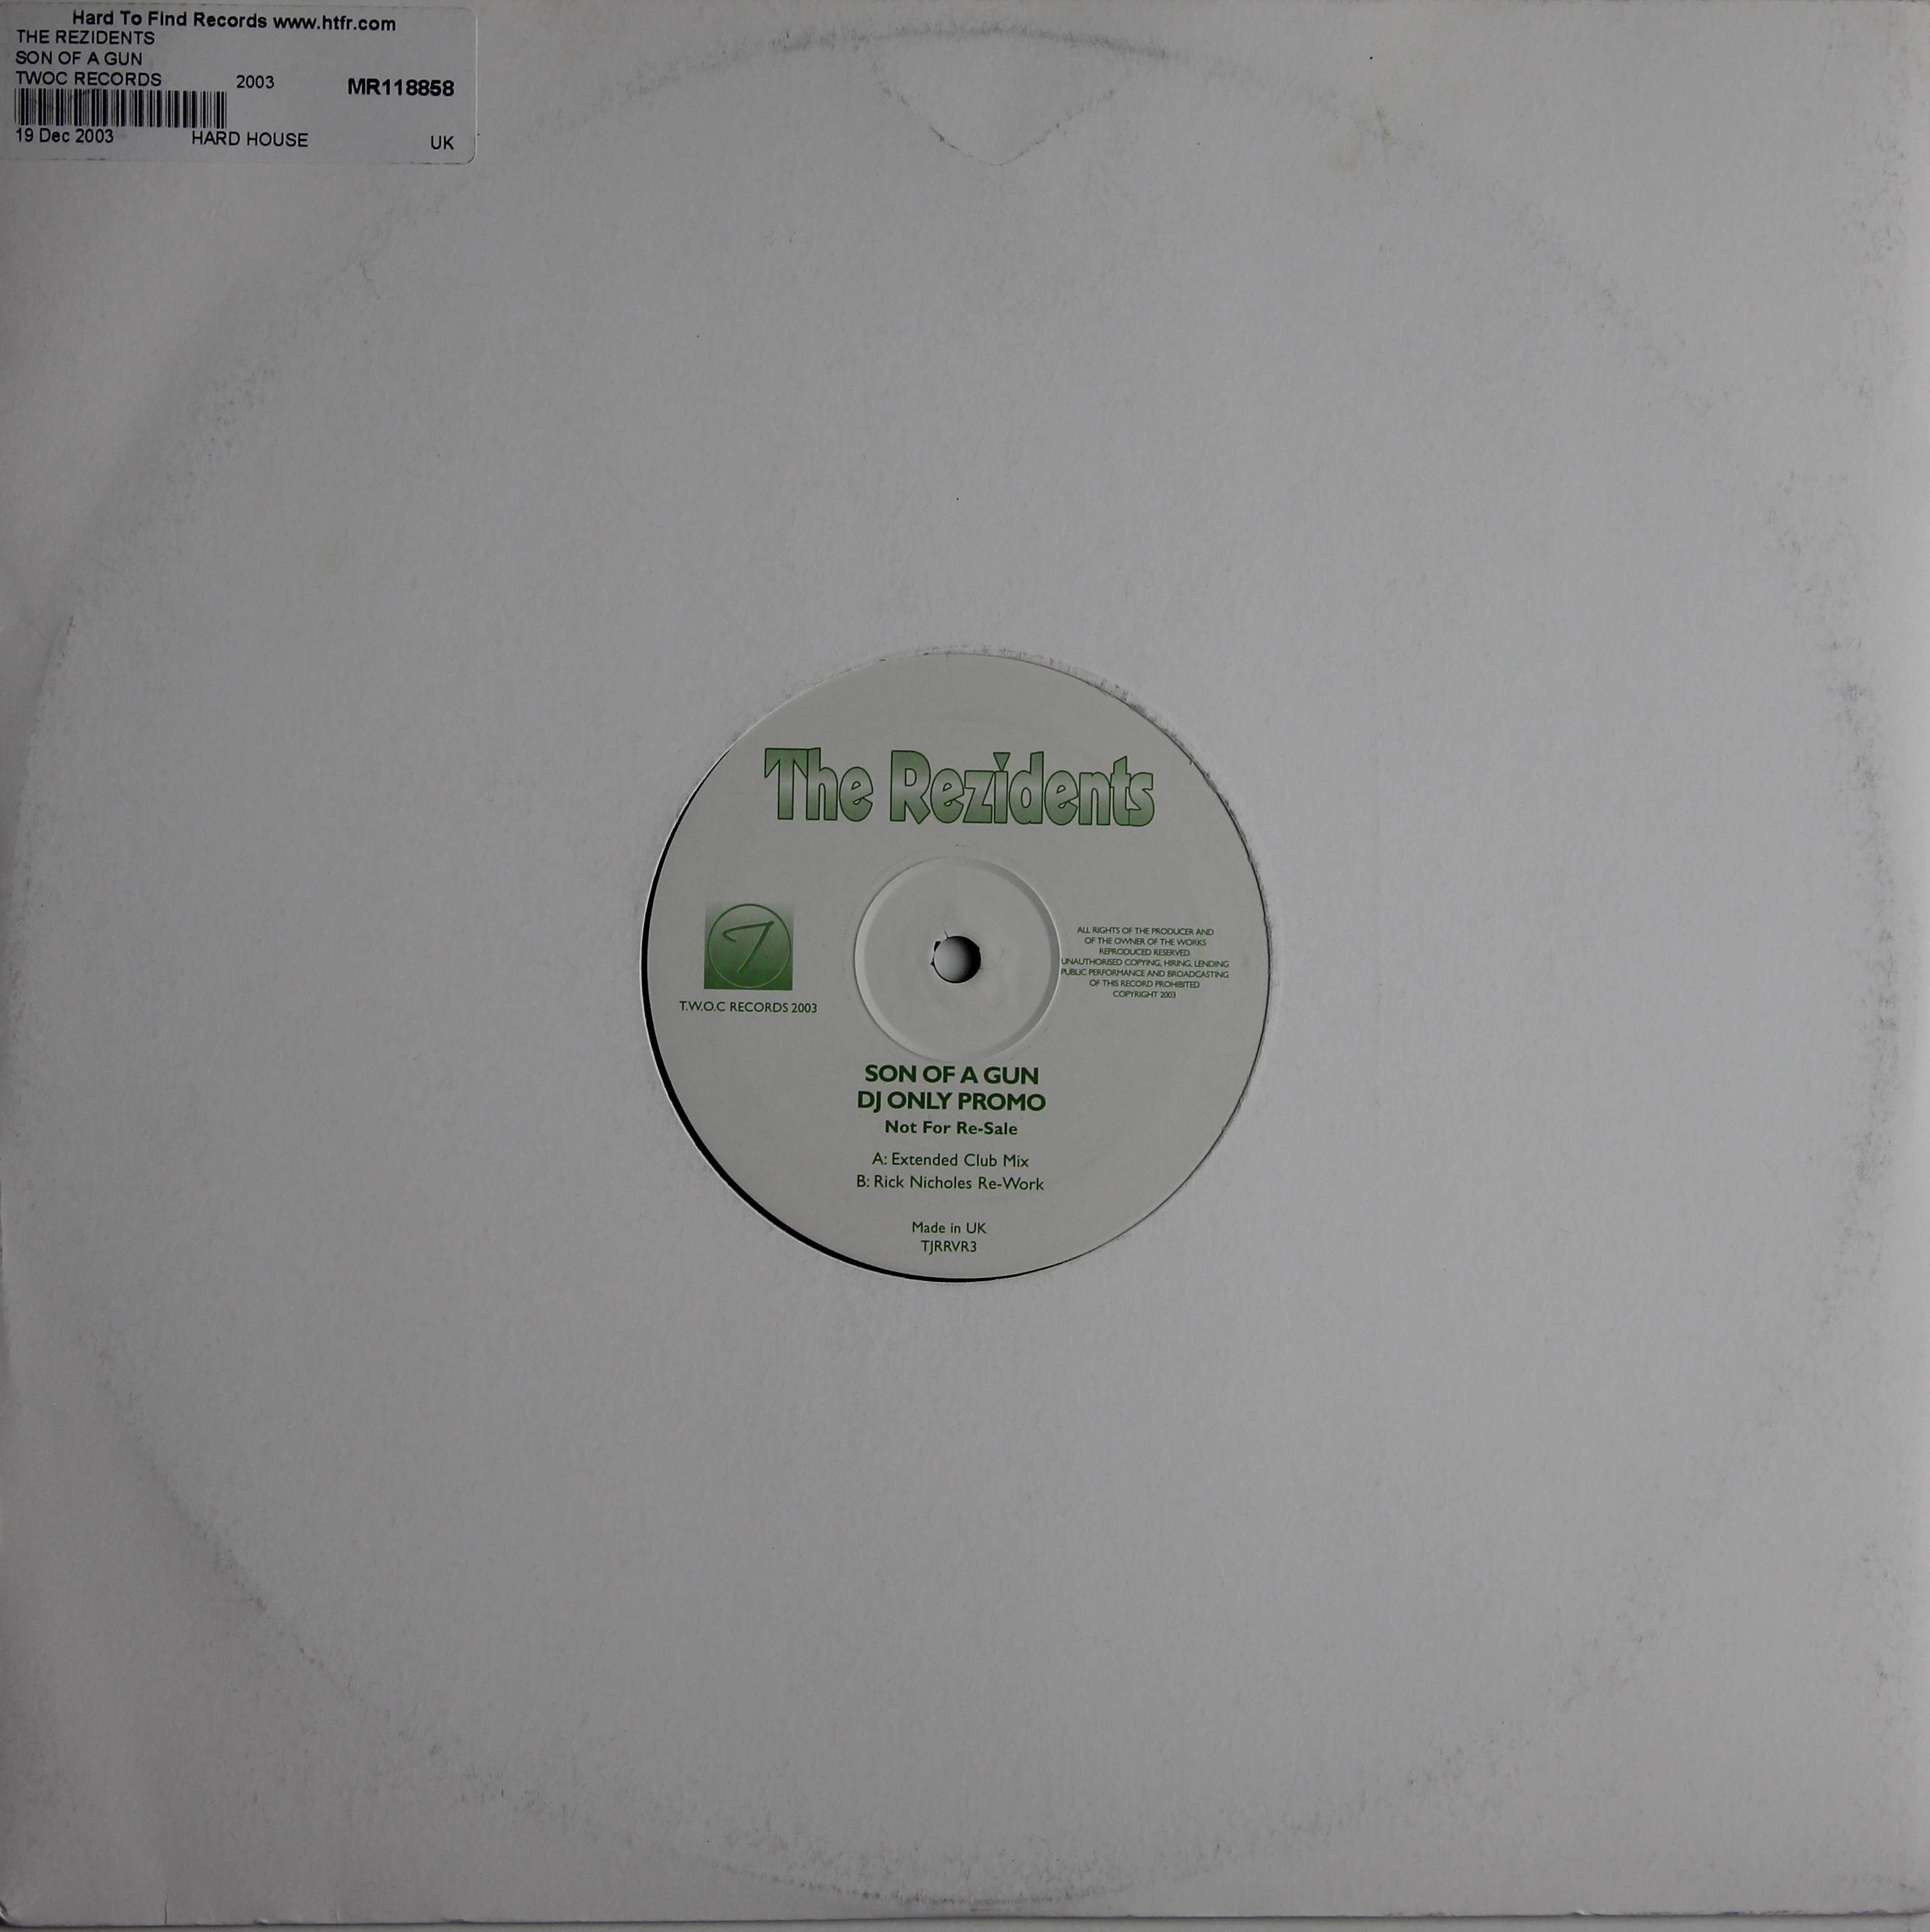 Hard To Find Records www.htfr.com
THE REZIDENTS
SON OF A GUN
TWOC RECORDS 2003 MR118858
19 Dec 2003 HARD HOUSE UK
The Rezidents
T
T.W.O.C RECORDS 2003
ALL RIGHTS OF THE PRODUCER AND
OF THE OWNER OF THE WORKS
REPRODUCED RESERVED.
UNAUTHORISED COPYING, HIRING, LENDING
PUBLIC PERFORMANCE AND BROADCASTING
OF THIS RECORD PROHIBITED
COPYRIGHT 2003
SON OF A GUN
DJ ONLY PROMO
Not For Re-Sale
A: Extended Club Mix
B: Rick Nicholes Re-Work
Made in UK
TJRRVR3